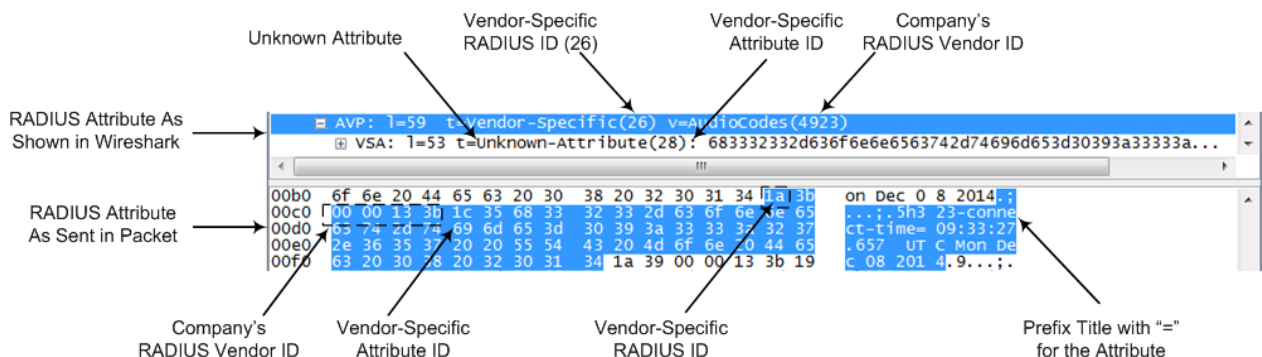 Unknown Attribute
Vendor-Specific
RADIUS ID (26)
Vendor-Specific
Attribute ID
Company's
RADIUS Vendor ID
RADIUS Attribute As
Shown in Wireshark
AVP: l=59 t=Vendor-Specific(26) v=AudioCodes(4923)
VSA: l=53 t=Unknown-Attribute(28): 683332332d636f6e6e6563742d74696d653d30393a33333a...
RADIUS Attribute
As Sent in Packet
00b0 6f 6e 20 44 65 63 20 30 38 20 32 30 31 34 1a 3b on Dec 0 8 2014.;
00c0 00 00 13 3b 1c 35 68 33 32 33 2d 63 6f 6e 6e 65 ...;.5h3 23-conne
00d0 63 74 2d 74 69 6d 65 3d 30 39 3a 33 33 3a 32 37 ct-time= 09:33:27
00e0 2e 36 35 37 20 20 55 54 43 20 4d 6f 6e 20 44 65 .657 UT C Mon De
00f0 63 20 30 38 20 32 30 31 34 1a 39 00 00 13 3b 19 c 08 201 4.9...;.
Company's
RADIUS Vendor ID
Vendor-Specific
Attribute ID
Vendor-Specific
RADIUS ID
Prefix Title with “=”
for the Attribute